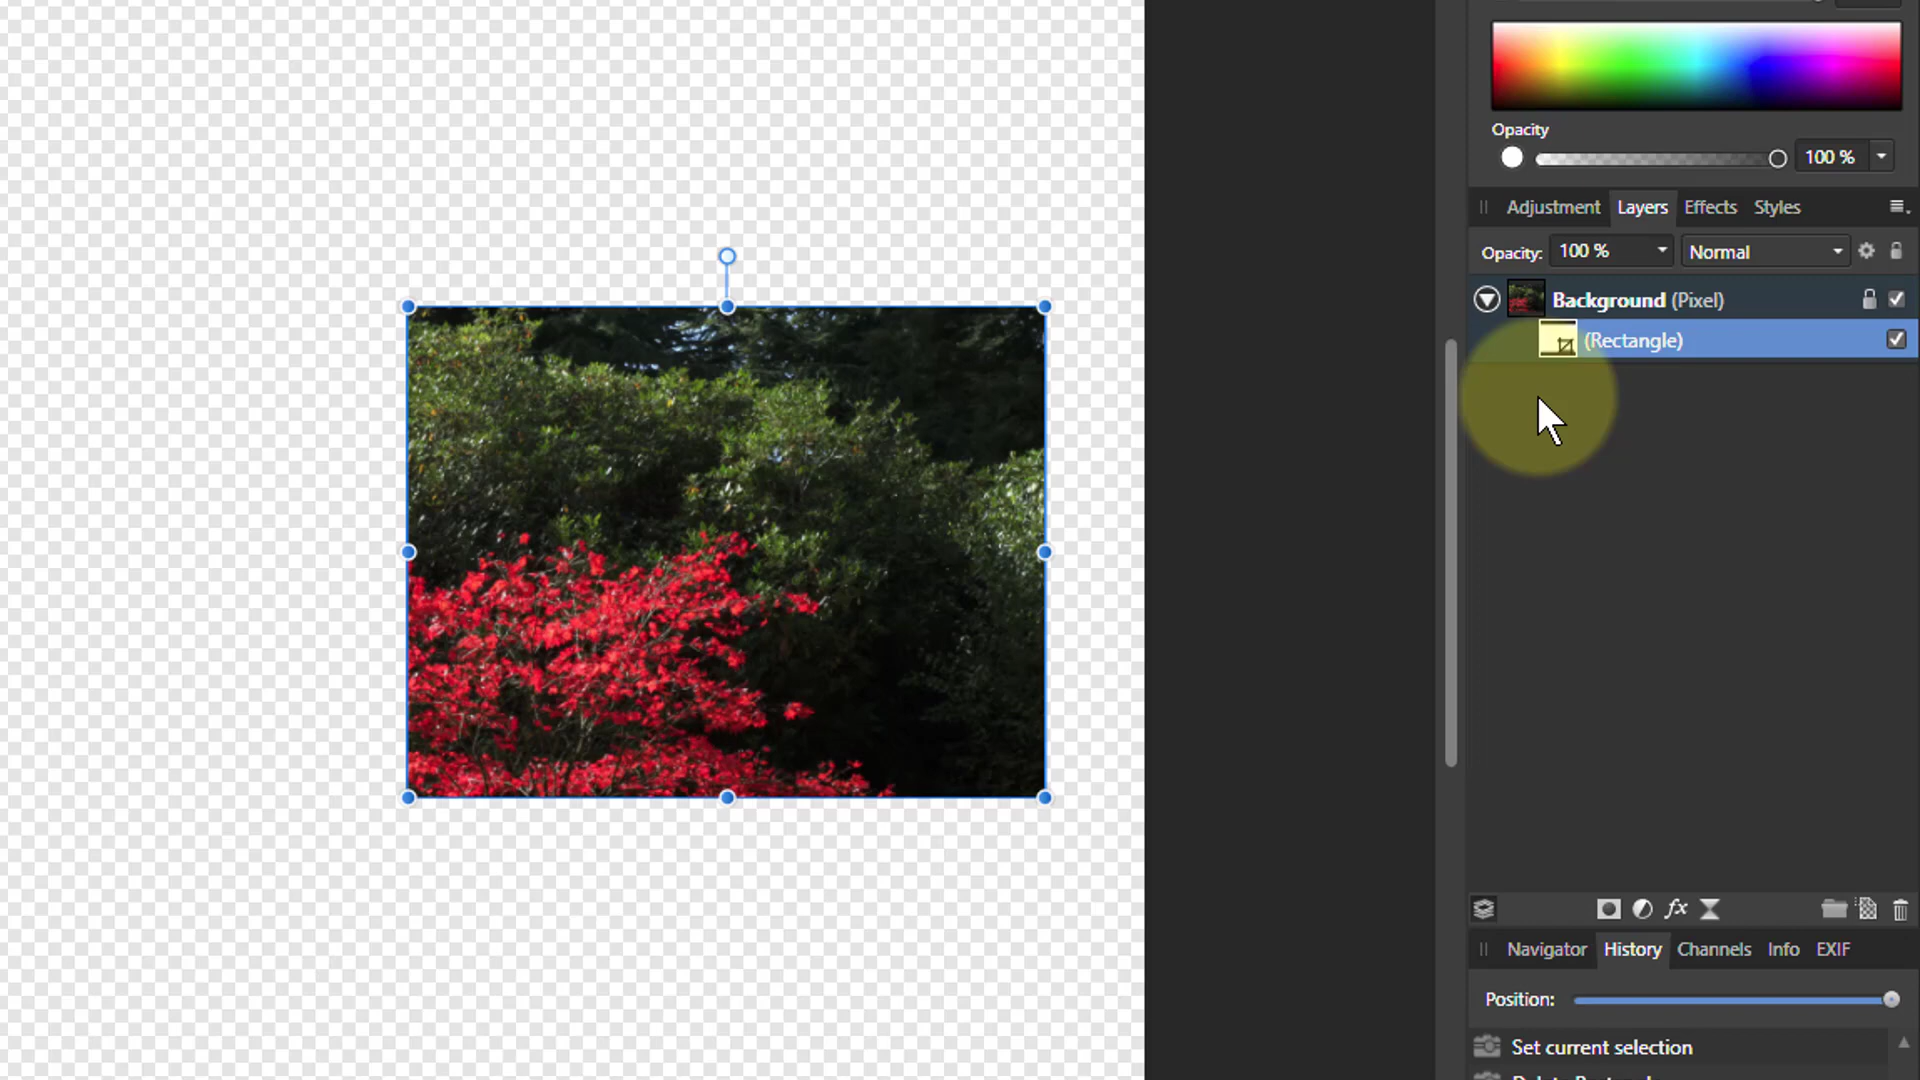 Opacity
100 %
Adjustment Layers Effects Styles
Opacity: 100 % Normal
Background (Pixel)
(Rectangle)
fx
Navigator History Channels Info EXIF
Position:
Set current selection